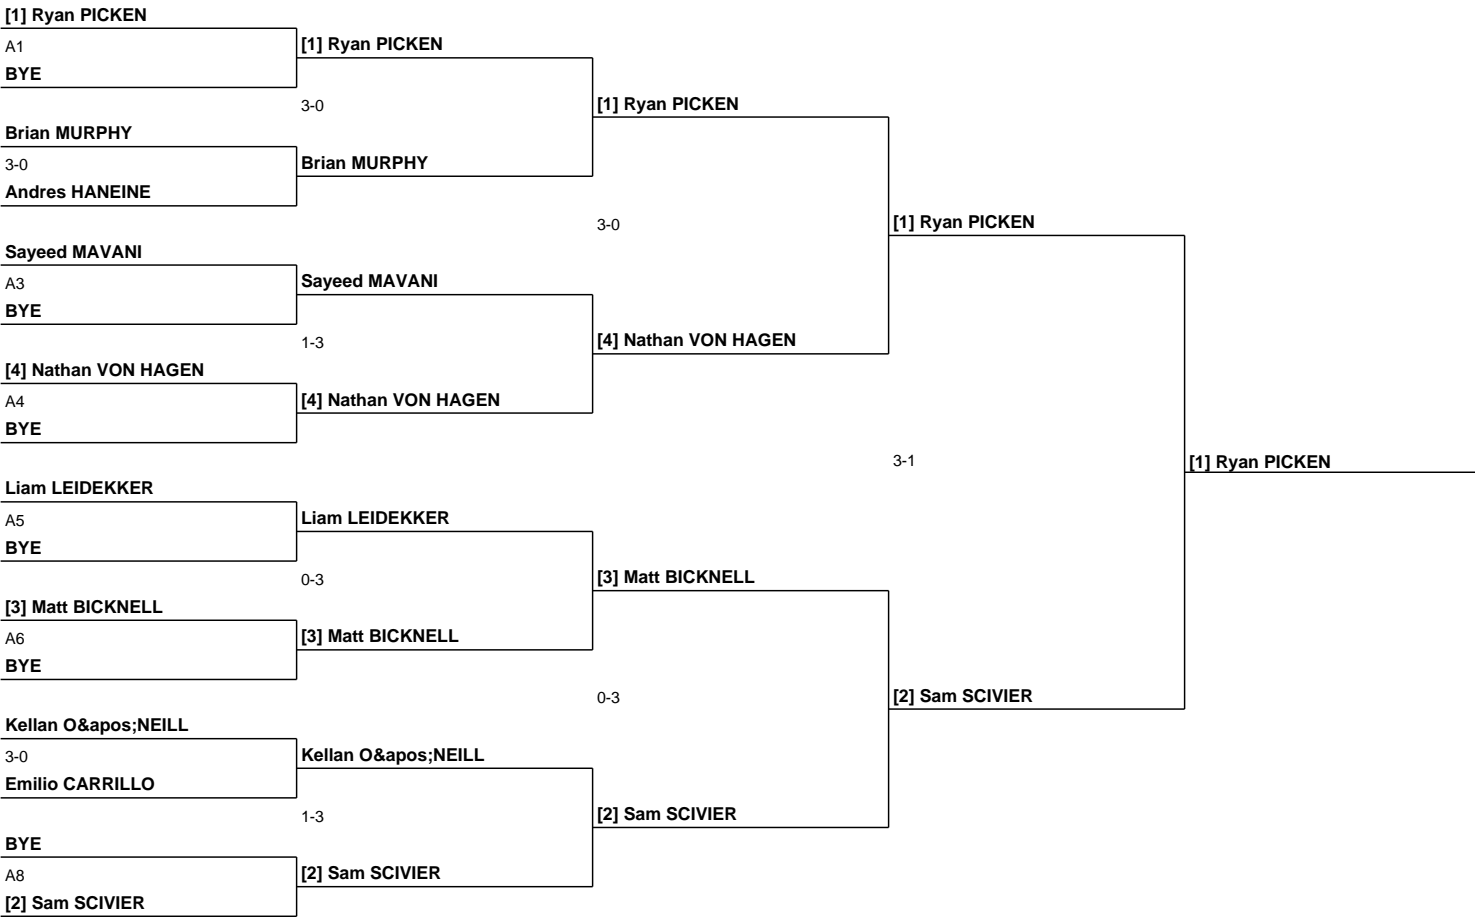 [1] Ryan PICKEN
A1
BYE
Brian MURPHY
3-0
Andres HANEINE
Sayeed MAVANI
A3
BYE
[4] Nathan VON HAGEN
A4
BYE
Liam LEIDEKKER
A5
BYE
[3] Matt BICKNELL
A6
BYE
Kellan O&apos;NEILL
3-0
Emilio CARRILLO
BYE
A8
[2] Sam SCIVIER
[1] Ryan PICKEN
3-0
Brian MURPHY
Sayeed MAVANI
1-3
[4] Nathan VON HAGEN
Liam LEIDEKKER
0-3
[3] Matt BICKNELL
Kellan O&apos;NEILL
1-3
[2] Sam SCIVIER
[1] Ryan PICKEN
3-0
[4] Nathan VON HAGEN
[3] Matt BICKNELL
0-3
[2] Sam SCIVIER
[1] Ryan PICKEN
3-1
[2] Sam SCIVIER
[1] Ryan PICKEN